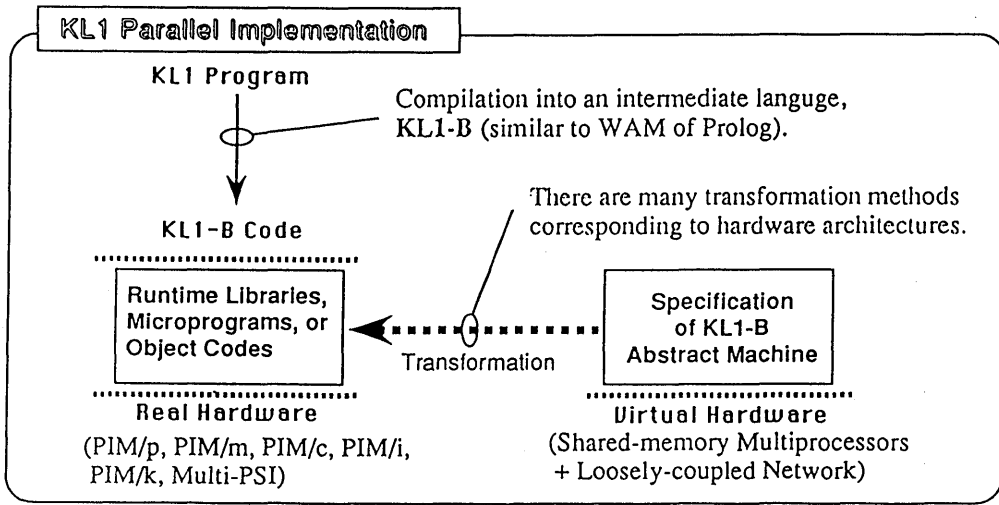 KL1 Parallel Implementation
KL1 Program
Compilation into an intermediate languge,
KL1-B (similar to WAM of Prolog).
There are many transformation methods
corresponding to hardware architectures.
KL1-B Code
Runtime Libraries,
Microprograms, or
Object Codes
Transformation
Specification
of KL1-B
Abstract Machine
Real Hardware
(PIM/p, PIM/m, PIM/c, PIM/i,
PIM/k, Multi-PSI)
Virtual Hardware
(Shared-memory Multiprocessors
+ Loosely-coupled Network)